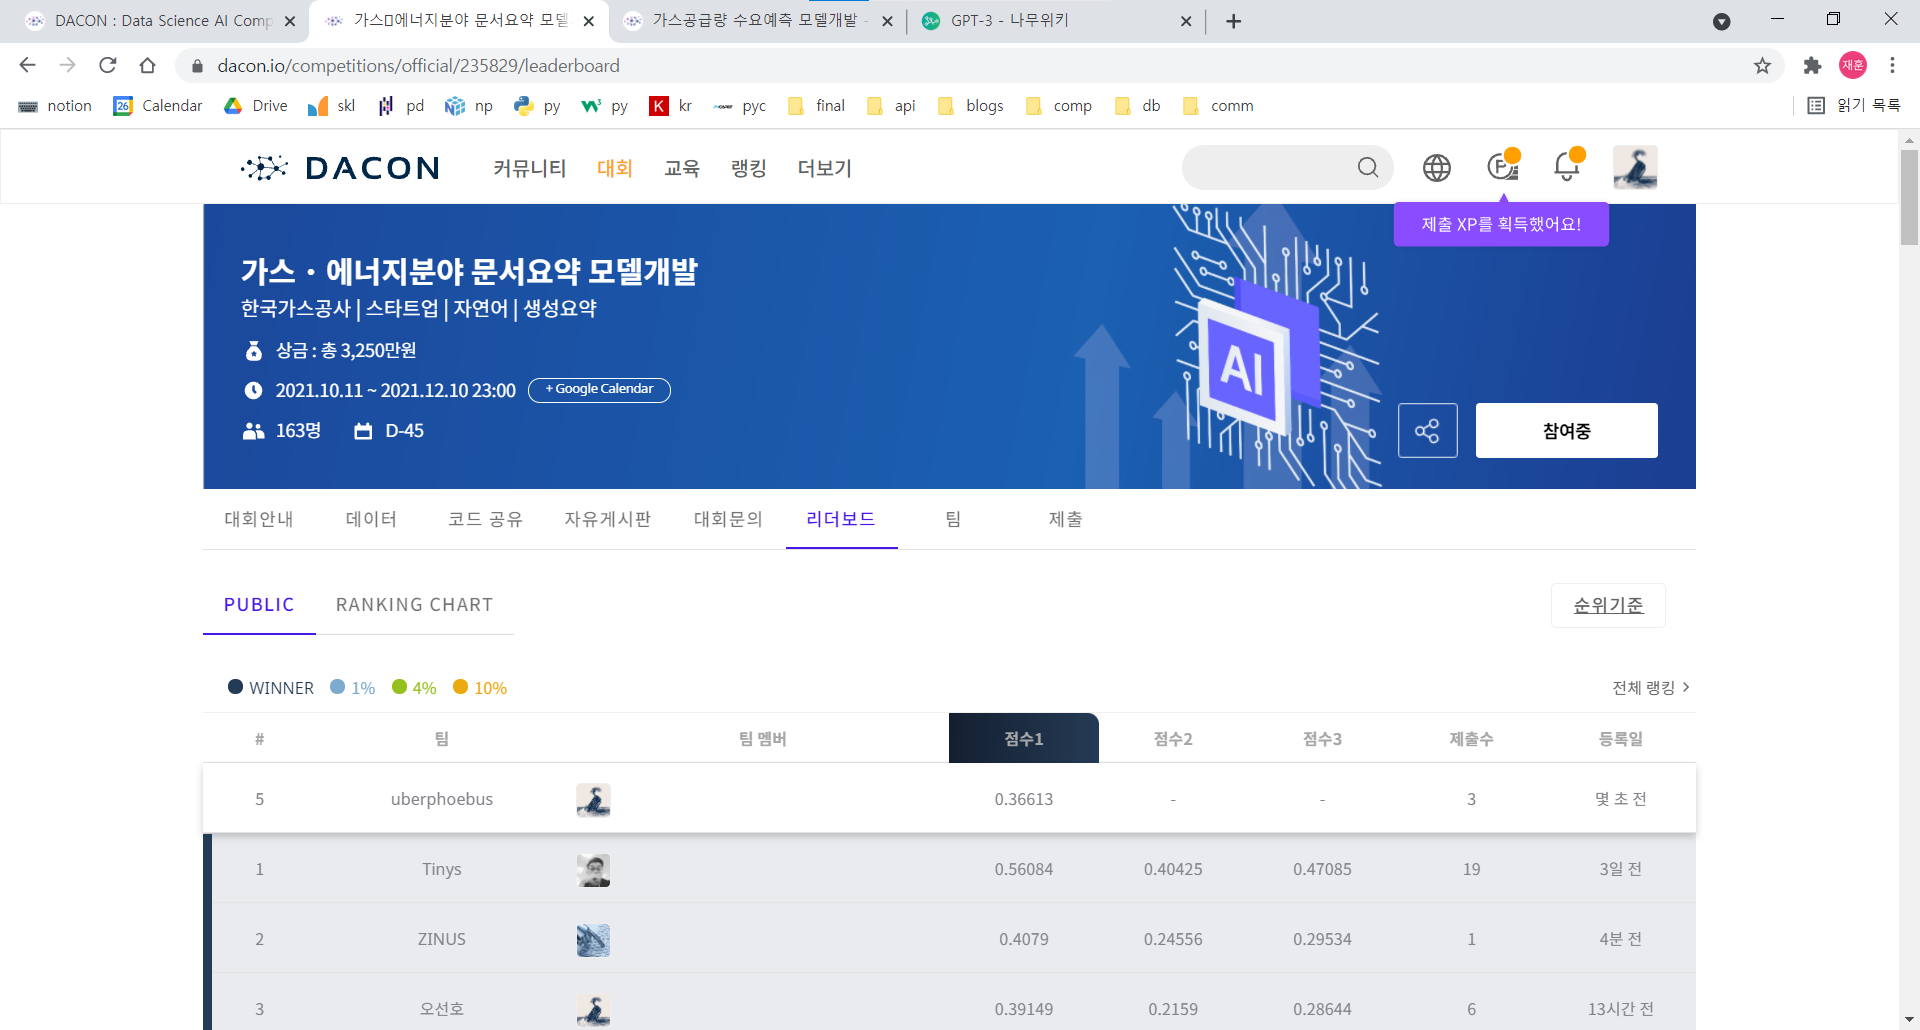 DACON : Data Science AI Comp
가스▯에너지분야 문서요약 모델
가스공급량 수요예측 모델개발 -
GPT-3 - 나무위키
dacon.io/competitions/official/235829/leaderboard
재훈
notion
26 Calendar
Drive
skl
pd
np
py
py
K kr
pyc
final
api
blogs
comp
db
comm
읽기 목록
DACON
커뮤니티
대회
교육
랭킹
더보기
제출 XP를 획득했어요!
가스 · 에너지분야 문서요약 모델개발
한국가스공사 | 스타트업 | 자연어 | 생성요약
상금 : 총 3,250만원
2021.10.11 ~ 2021.12.10 23:00
+ Google Calendar
163명
D-45
AI
참여중
대회안내
데이터
코드 공유
자유게시판
대회문의
리더보드
팀
제출
PUBLIC
RANKING CHART
순위기준
WINNER
1%
4%
10%
전체 랭킹 >
# 팀 팀 멤버 점수1 점수2 점수3 제출수 등록일
5 uberphoebus 0.36613 - - 3 몇 초 전
1 Tinys 0.56084 0.40425 0.47085 19 3일 전
2 ZINUS 0.4079 0.24556 0.29534 1 4분 전
3 오선호 0.39149 0.2159 0.28644 6 13시간 전